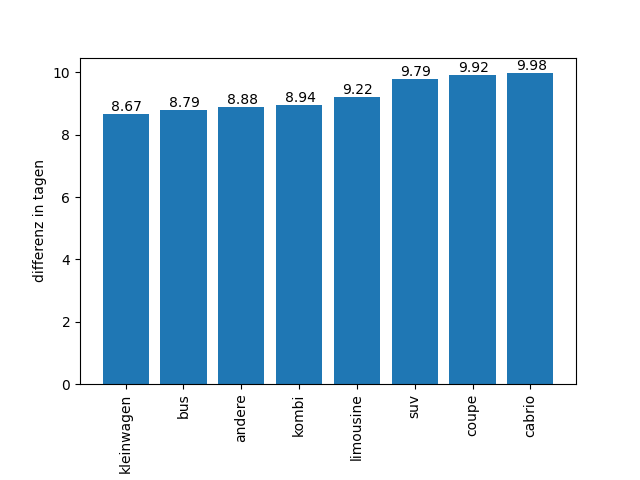 8.67 8.79 8.88 8.94 9.22 9.79 9.92 9.98
10
8
6
4
2
0
differenz in tagen
kleinwagen
bus
andere
kombi
limousine
suv
coupe
cabrio